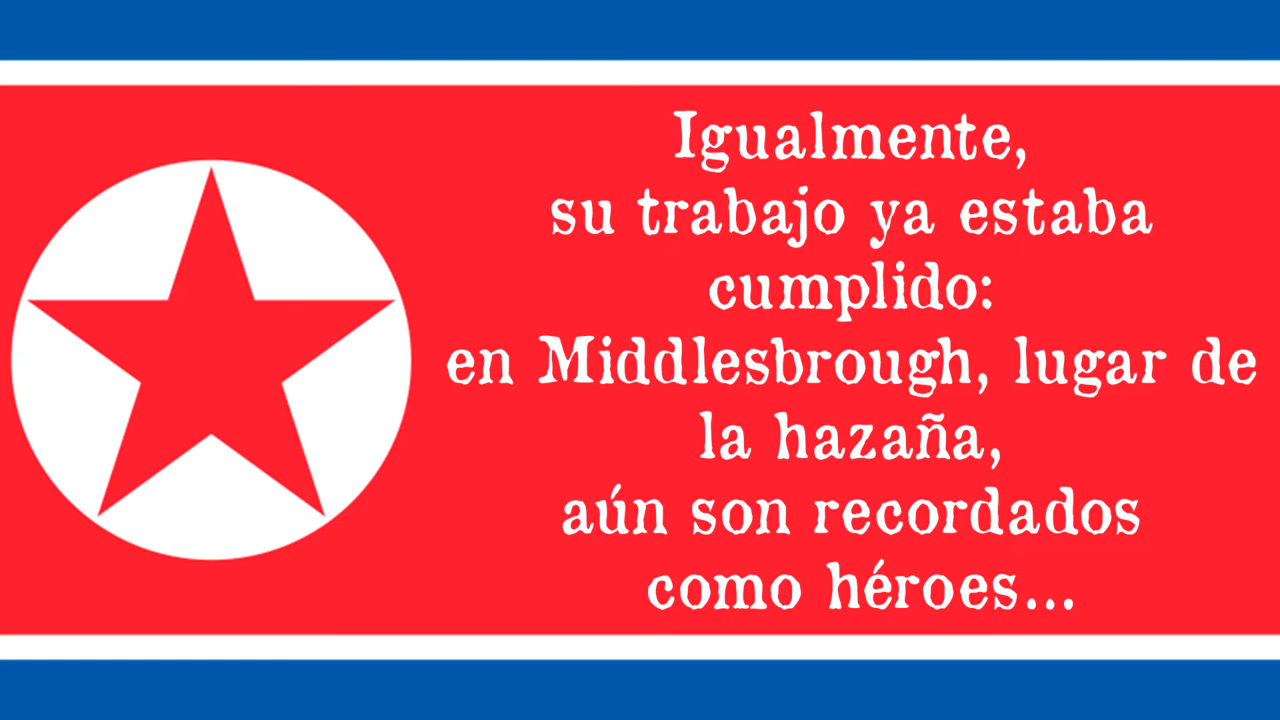 Igualmente,
su trabajo ya estaba
cumplido:
en Middlesbrough, lugar de
la hazaña,
aún son recordados
como héroes...